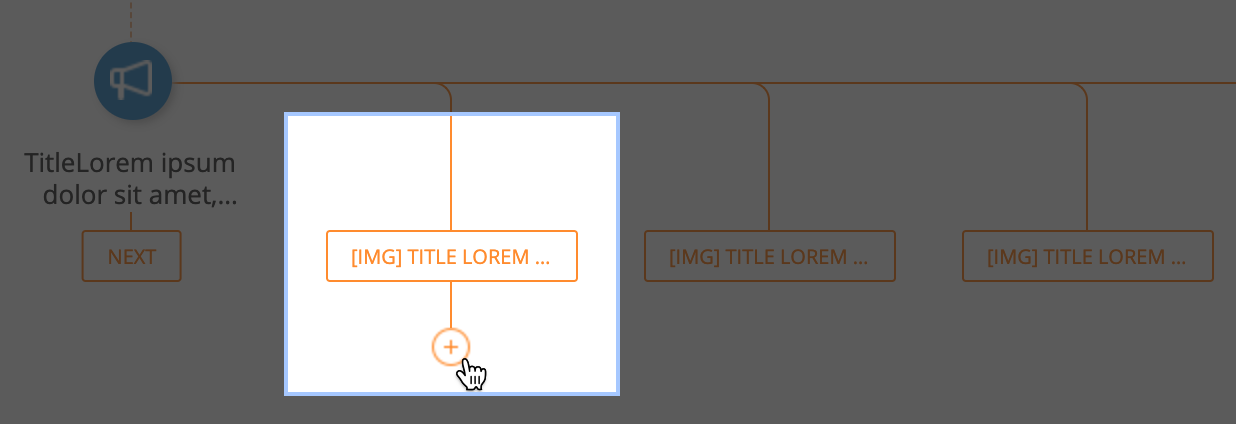 TitleLorem ipsum
dolor sit amet,...
NEXT
[IMG] TITLE LOREM ...
[IMG] TITLE LOREM ...
[IMG] TITLE LOREM ...
+